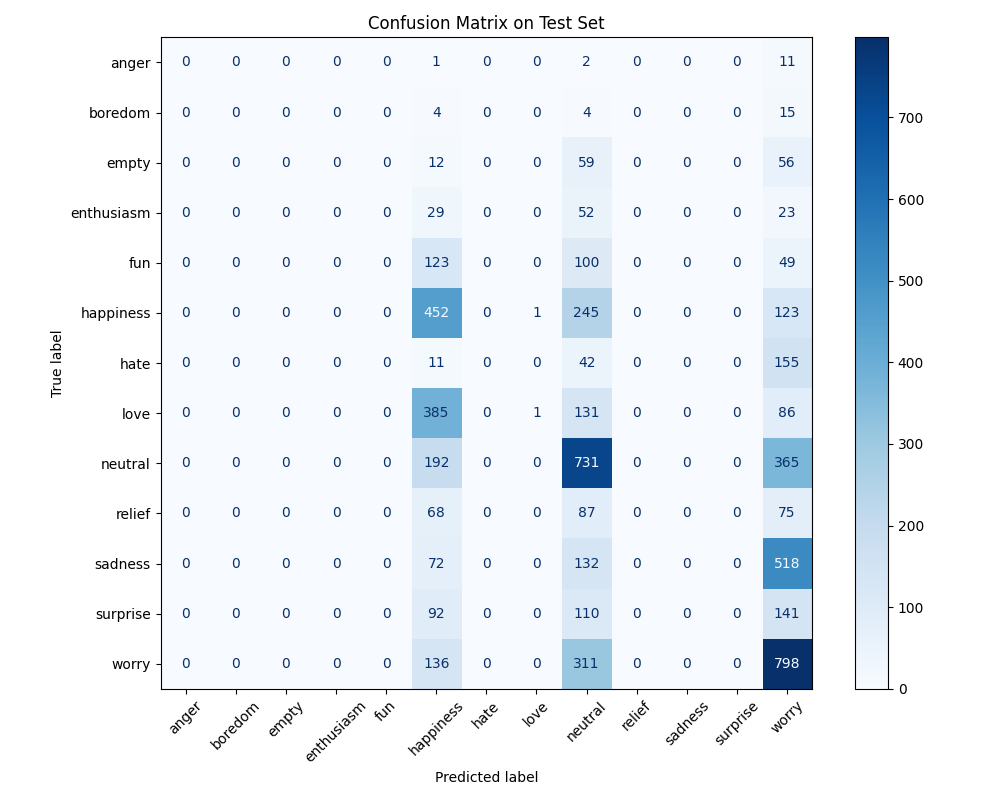 Confusion Matrix on Test Set
anger 0 0 0 0 0 1 0 0 2 0 0 0 11
boredom 0 0 0 0 0 4 0 0 4 0 0 0 15
empty 0 0 0 0 0 12 0 0 59 0 0 0 56
enthusiasm 0 0 0 0 0 29 0 0 52 0 0 0 23
fun 0 0 0 0 0 123 0 0 100 0 0 0 49
happiness 0 0 0 0 0 452 0 1 245 0 0 0 123
hate 0 0 0 0 0 11 0 0 42 0 0 0 155
love 0 0 0 0 0 385 0 1 131 0 0 0 86
neutral 0 0 0 0 0 192 0 0 731 0 0 0 365
relief 0 0 0 0 0 68 0 0 87 0 0 0 75
sadness 0 0 0 0 0 72 0 0 132 0 0 0 518
surprise 0 0 0 0 0 92 0 0 110 0 0 0 141
worry 0 0 0 0 0 136 0 0 311 0 0 0 798
anger boredom empty enthusiasm fun happiness hate love neutral relief sadness surprise worry
Predicted label
True label
700
600
500
400
300
200
100
0